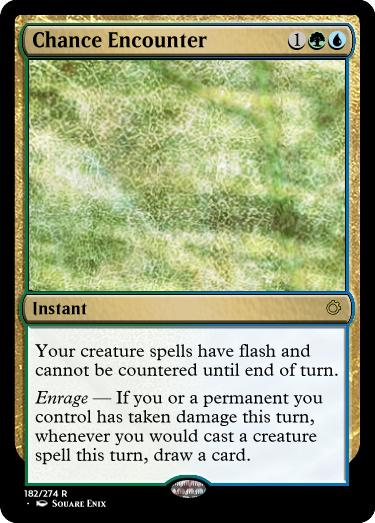 Chance Encounter 1
Instant
Your creature spells have flash and
cannot be countered until end of turn.
Enrage — If you or a permanent you
control has taken damage this turn,
whenever you would cast a creature
spell this turn, draw a card.
182/274 R
· Square Enix